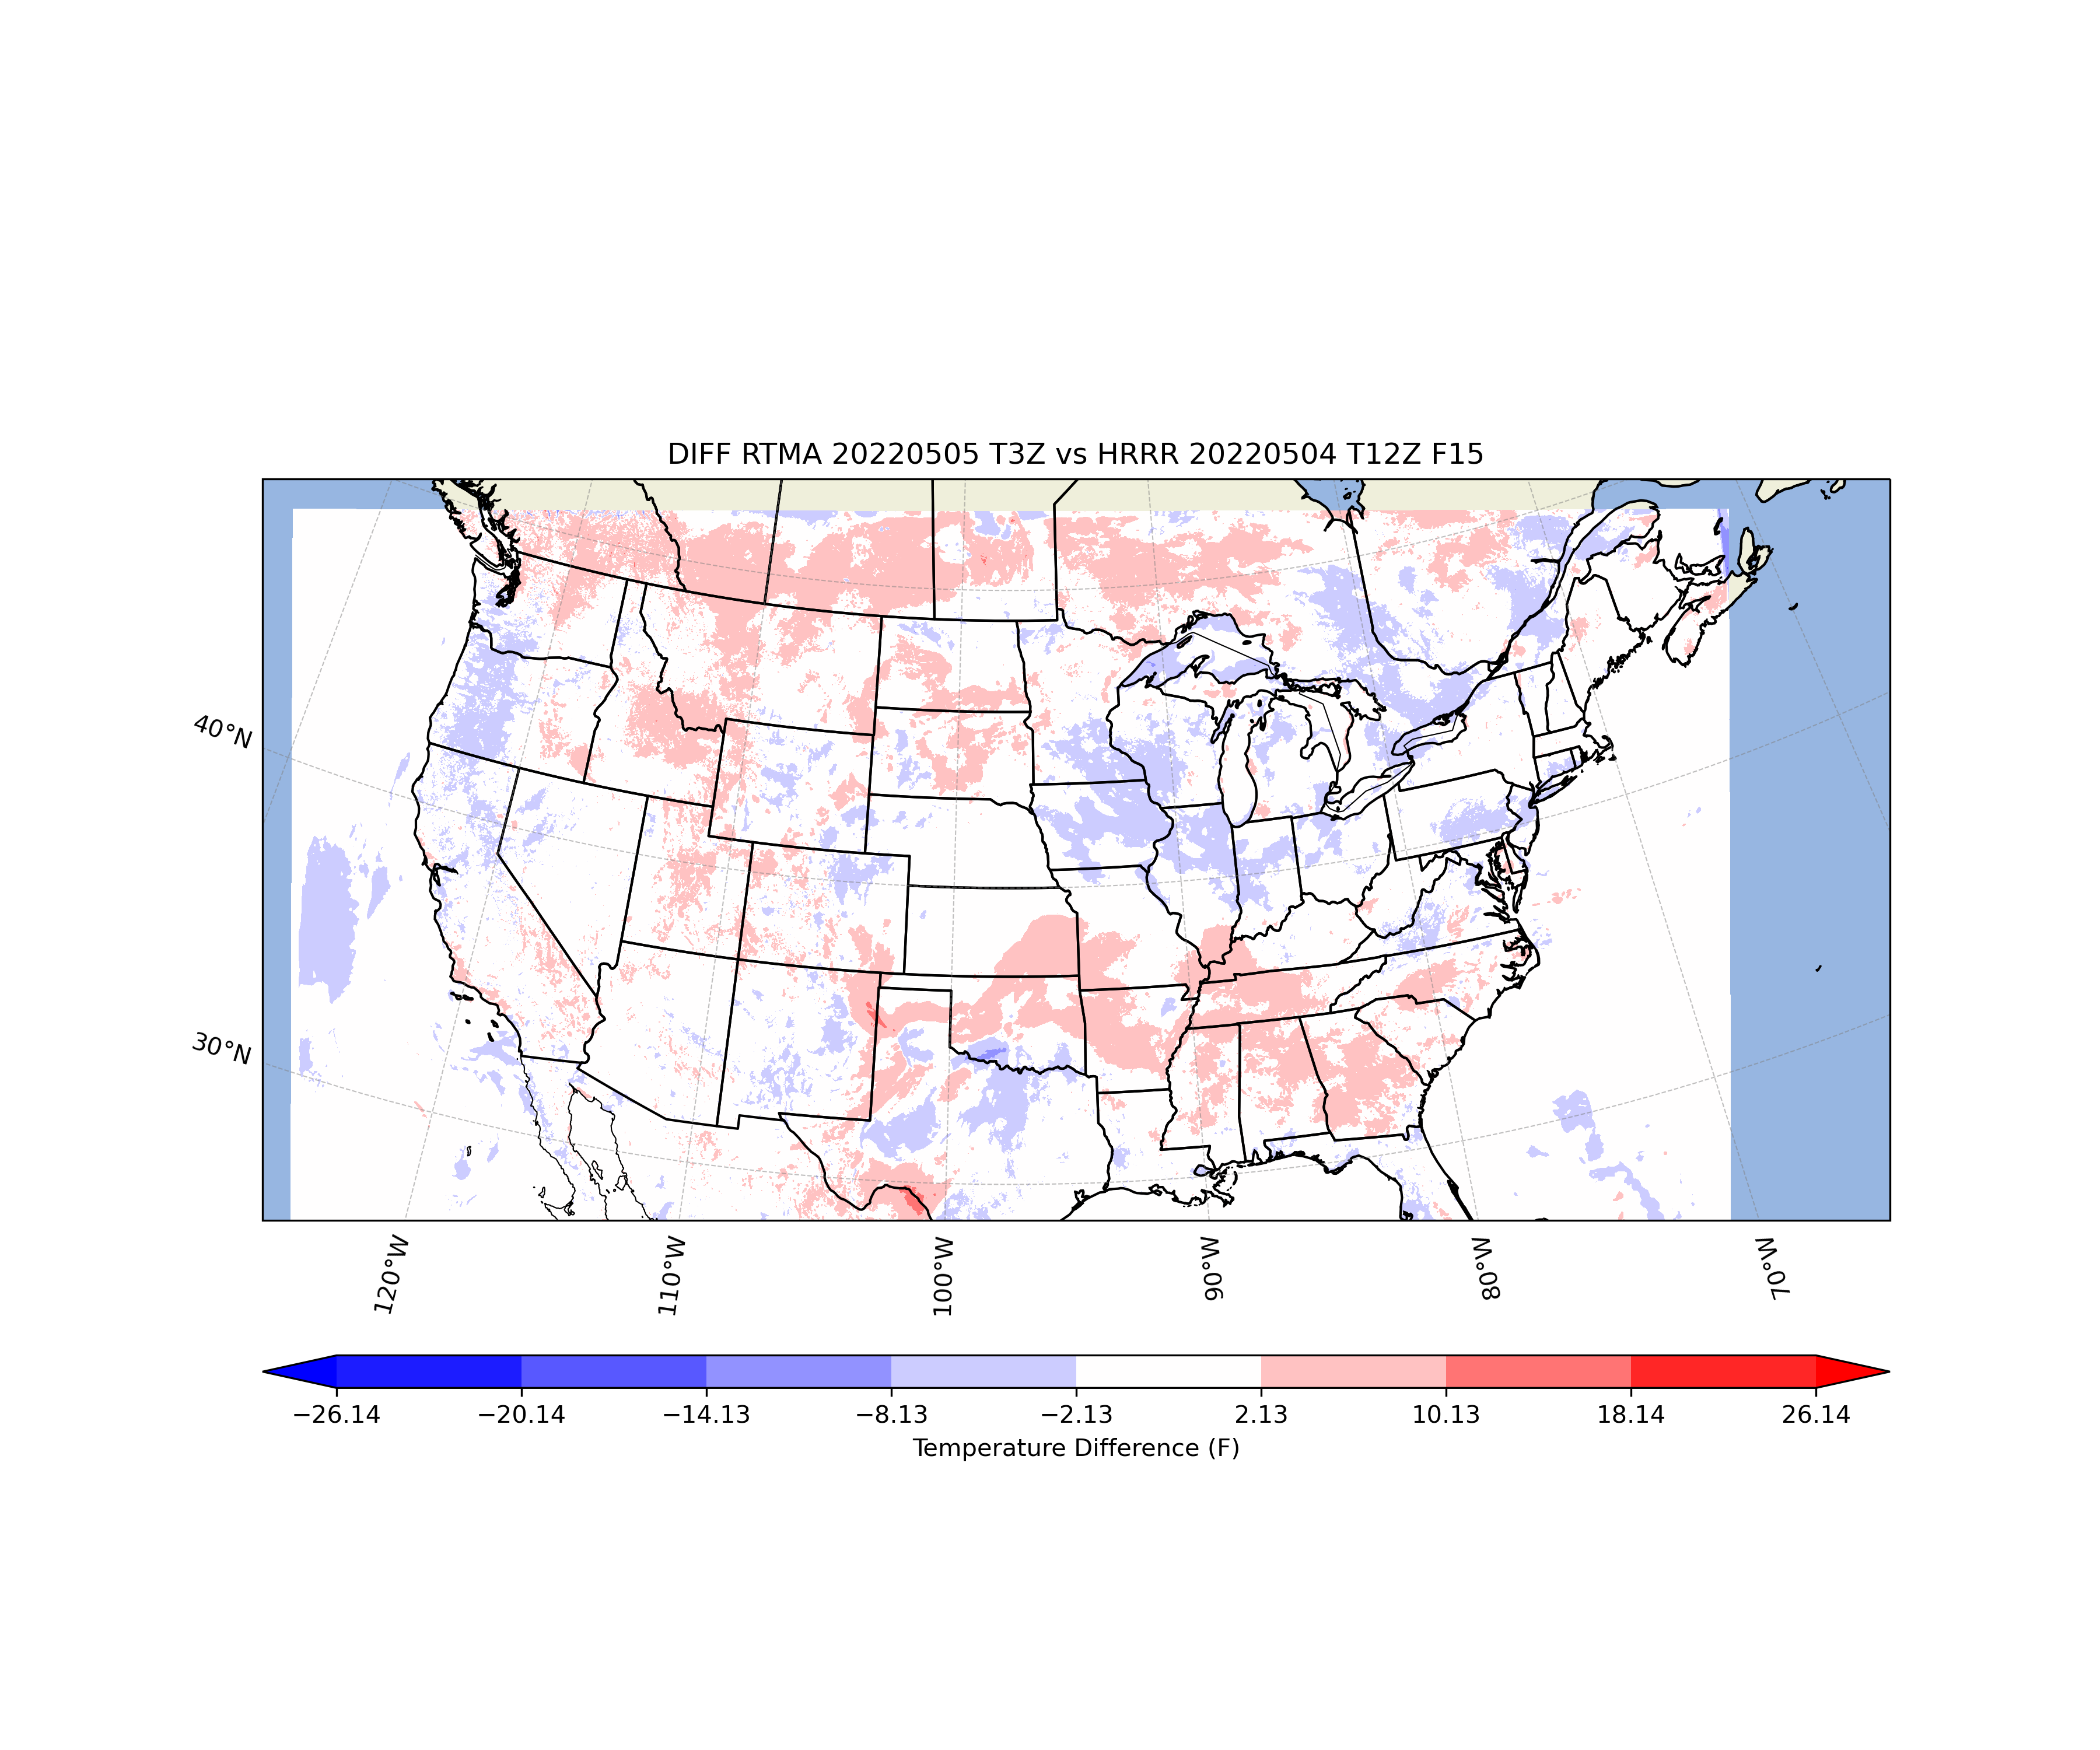 DIFF RTMA 20220505 T3Z vs HRRR 20220504 T12Z F15
40°N
30°N
120°W
110°W
100°W
90°W
80°W
70°W
−26.14
−20.14
−14.13
−8.13
−2.13
2.13
10.13
18.14
26.14
Temperature Difference (F)